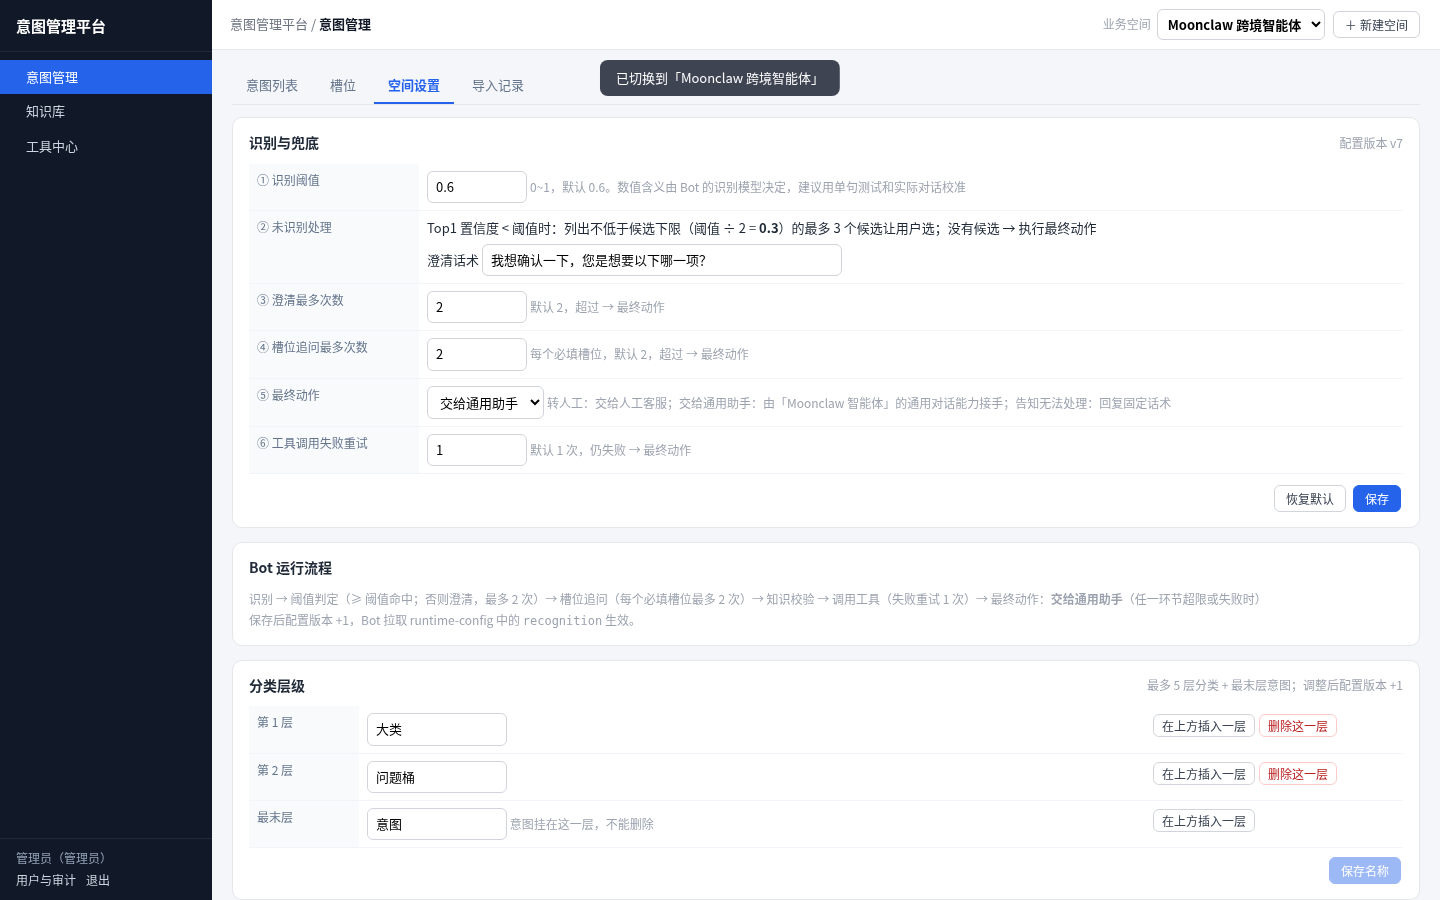 意图管理平台
意图管理平台 / 意图管理
业务空间
Moonclaw 跨境智能体
＋ 新建空间
意图管理
知识库
工具中心
意图列表
槽位
空间设置
导入记录
已切换到「Moonclaw 跨境智能体」
识别与兜底
配置版本 v7
① 识别阈值
0.6
0~1，默认 0.6。数值含义由 Bot 的识别模型决定，建议用单句测试和实际对话校准
② 未识别处理
Top1 置信度 < 阈值时：列出不低于候选下限（阈值 ÷ 2 = 0.3）的最多 3 个候选让用户选；没有候选 → 执行最终动作
澄清话术
我想确认一下，您是想要以下哪一项？
③ 澄清最多次数
2
默认 2，超过 → 最终动作
④ 槽位追问最多次数
2
每个必填槽位，默认 2，超过 → 最终动作
⑤ 最终动作
交给通用助手
转人工：交给人工客服；交给通用助手：由「Moonclaw 智能体」的通用对话能力接手；告知无法处理：回复固定话术
⑥ 工具调用失败重试
1
默认 1 次，仍失败 → 最终动作
恢复默认
保存
Bot 运行流程
识别 → 阈值判定（≥ 阈值命中；否则澄清，最多 2 次）→ 槽位追问（每个必填槽位最多 2 次）→ 知识校验 → 调用工具（失败重试 1 次）→ 最终动作：交给通用助手（任一环节超限或失败时）
保存后配置版本 +1，Bot 拉取 runtime-config 中的 recognition 生效。
分类层级
最多 5 层分类 + 最末层意图；调整后配置版本 +1
第 1 层
大类
在上方插入一层
删除这一层
第 2 层
问题桶
在上方插入一层
删除这一层
最末层
意图
意图挂在这一层，不能删除
在上方插入一层
保存名称
管理员（管理员）
用户与审计
退出